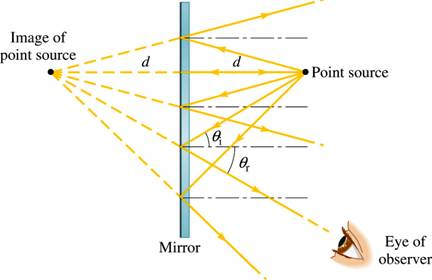 Image of
point source
d
d
Point source
θi
θr
Mirror
Eye of
observer